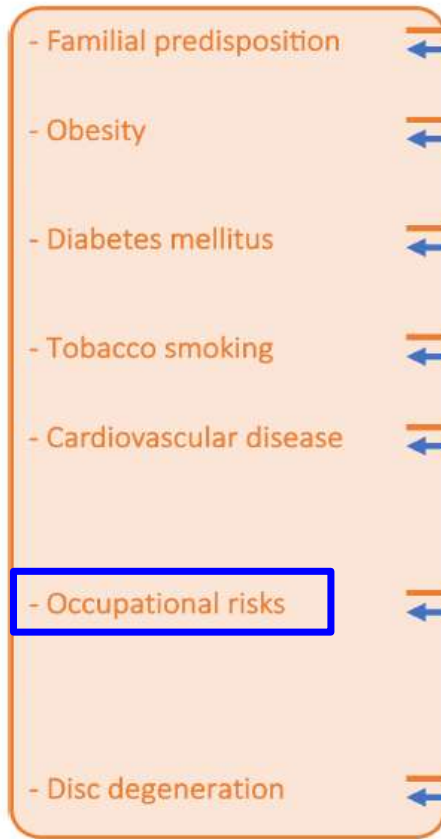 - Familial predisposition
- Obesity
- Diabetes mellitus
- Tobacco smoking
- Cardiovascular disease
- Occupational risks
- Disc degeneration